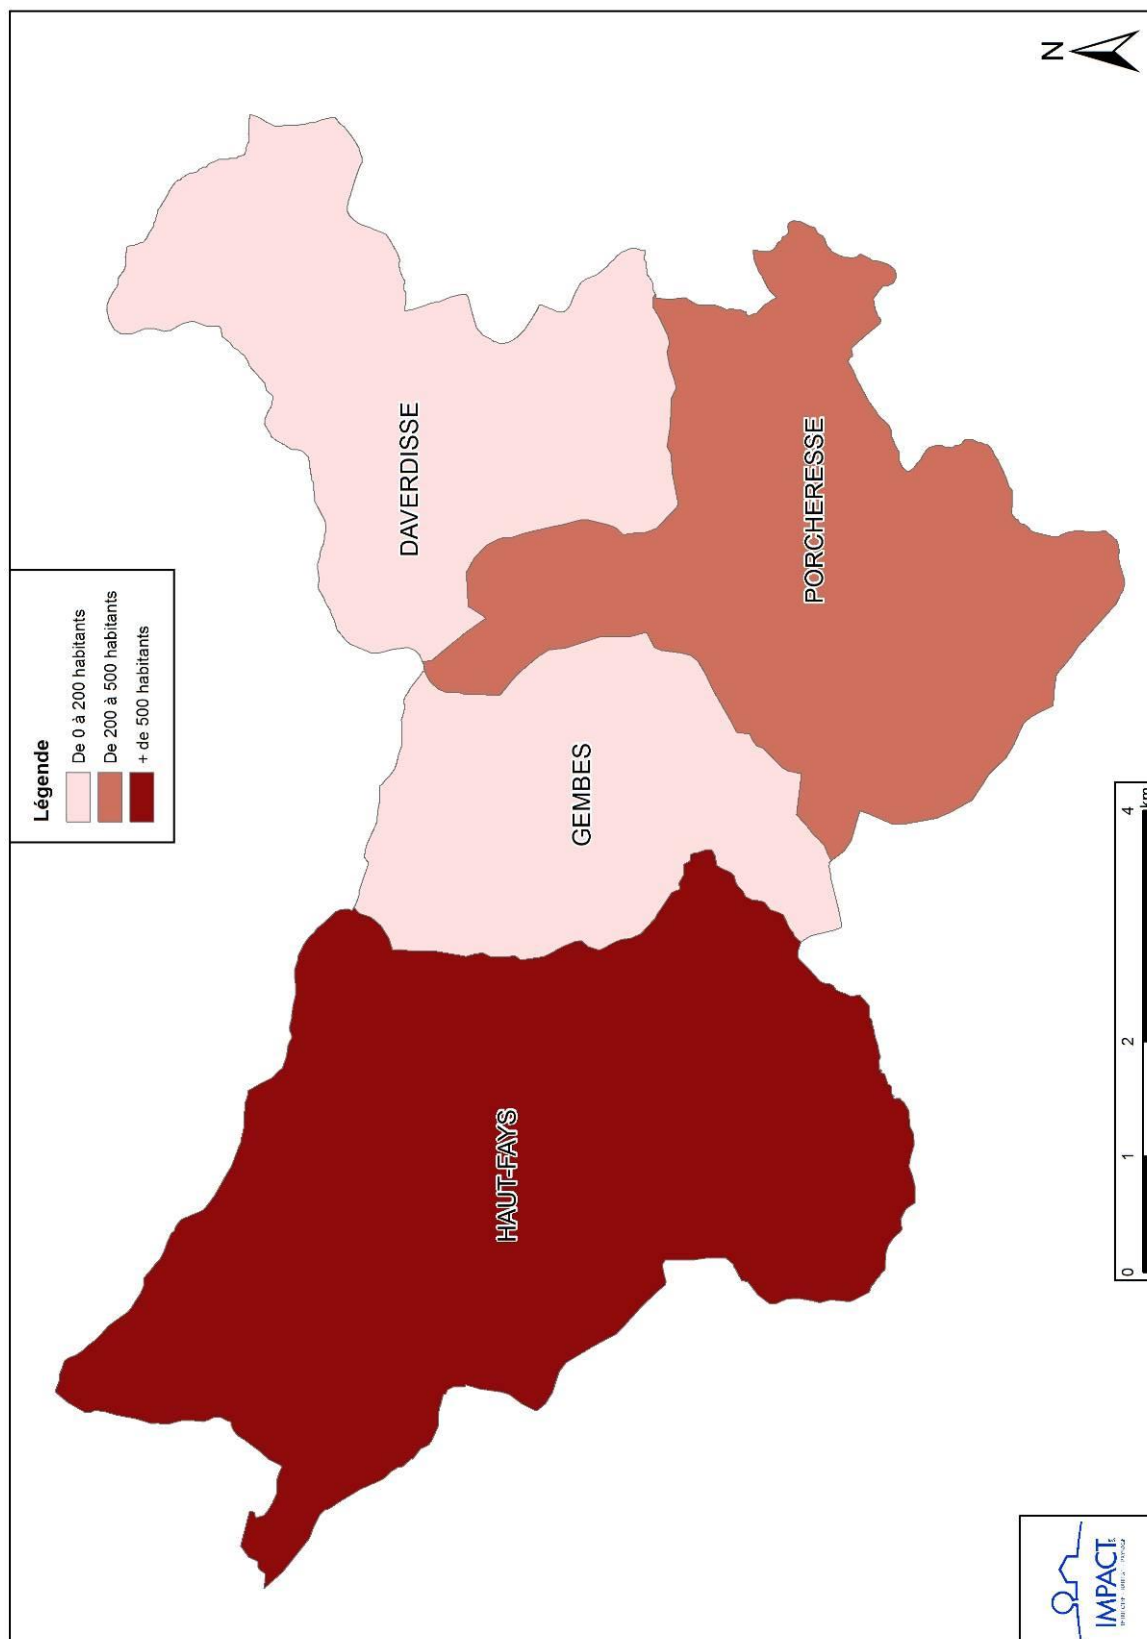 Légende
De 0 à 200 habitants
De 200 à 500 habitants
+ de 500 habitants
DAVERDISSE
GEMBES
PORCHERESSE
HAUT-FAYS
N
0 1 2 4
km
IMPACT